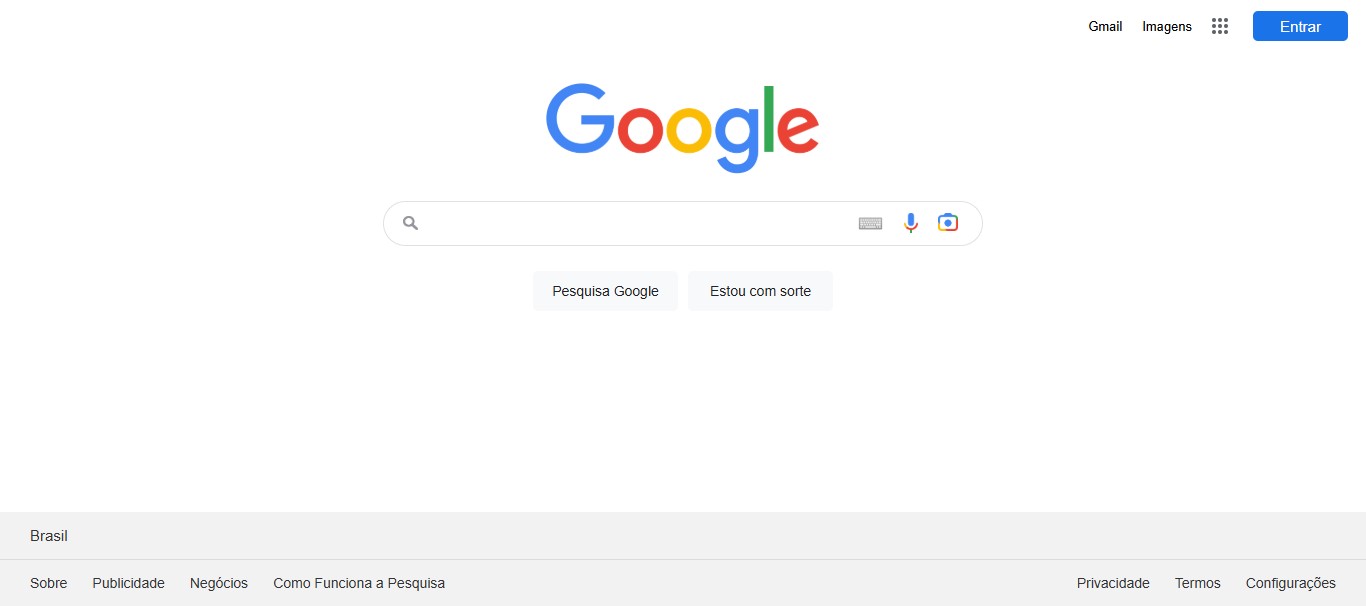 Gmail Imagens Entrar
Google
Pesquisa Google Estou com sorte
Brasil
Sobre Publicidade Negócios Como Funciona a Pesquisa Privacidade Termos Configurações